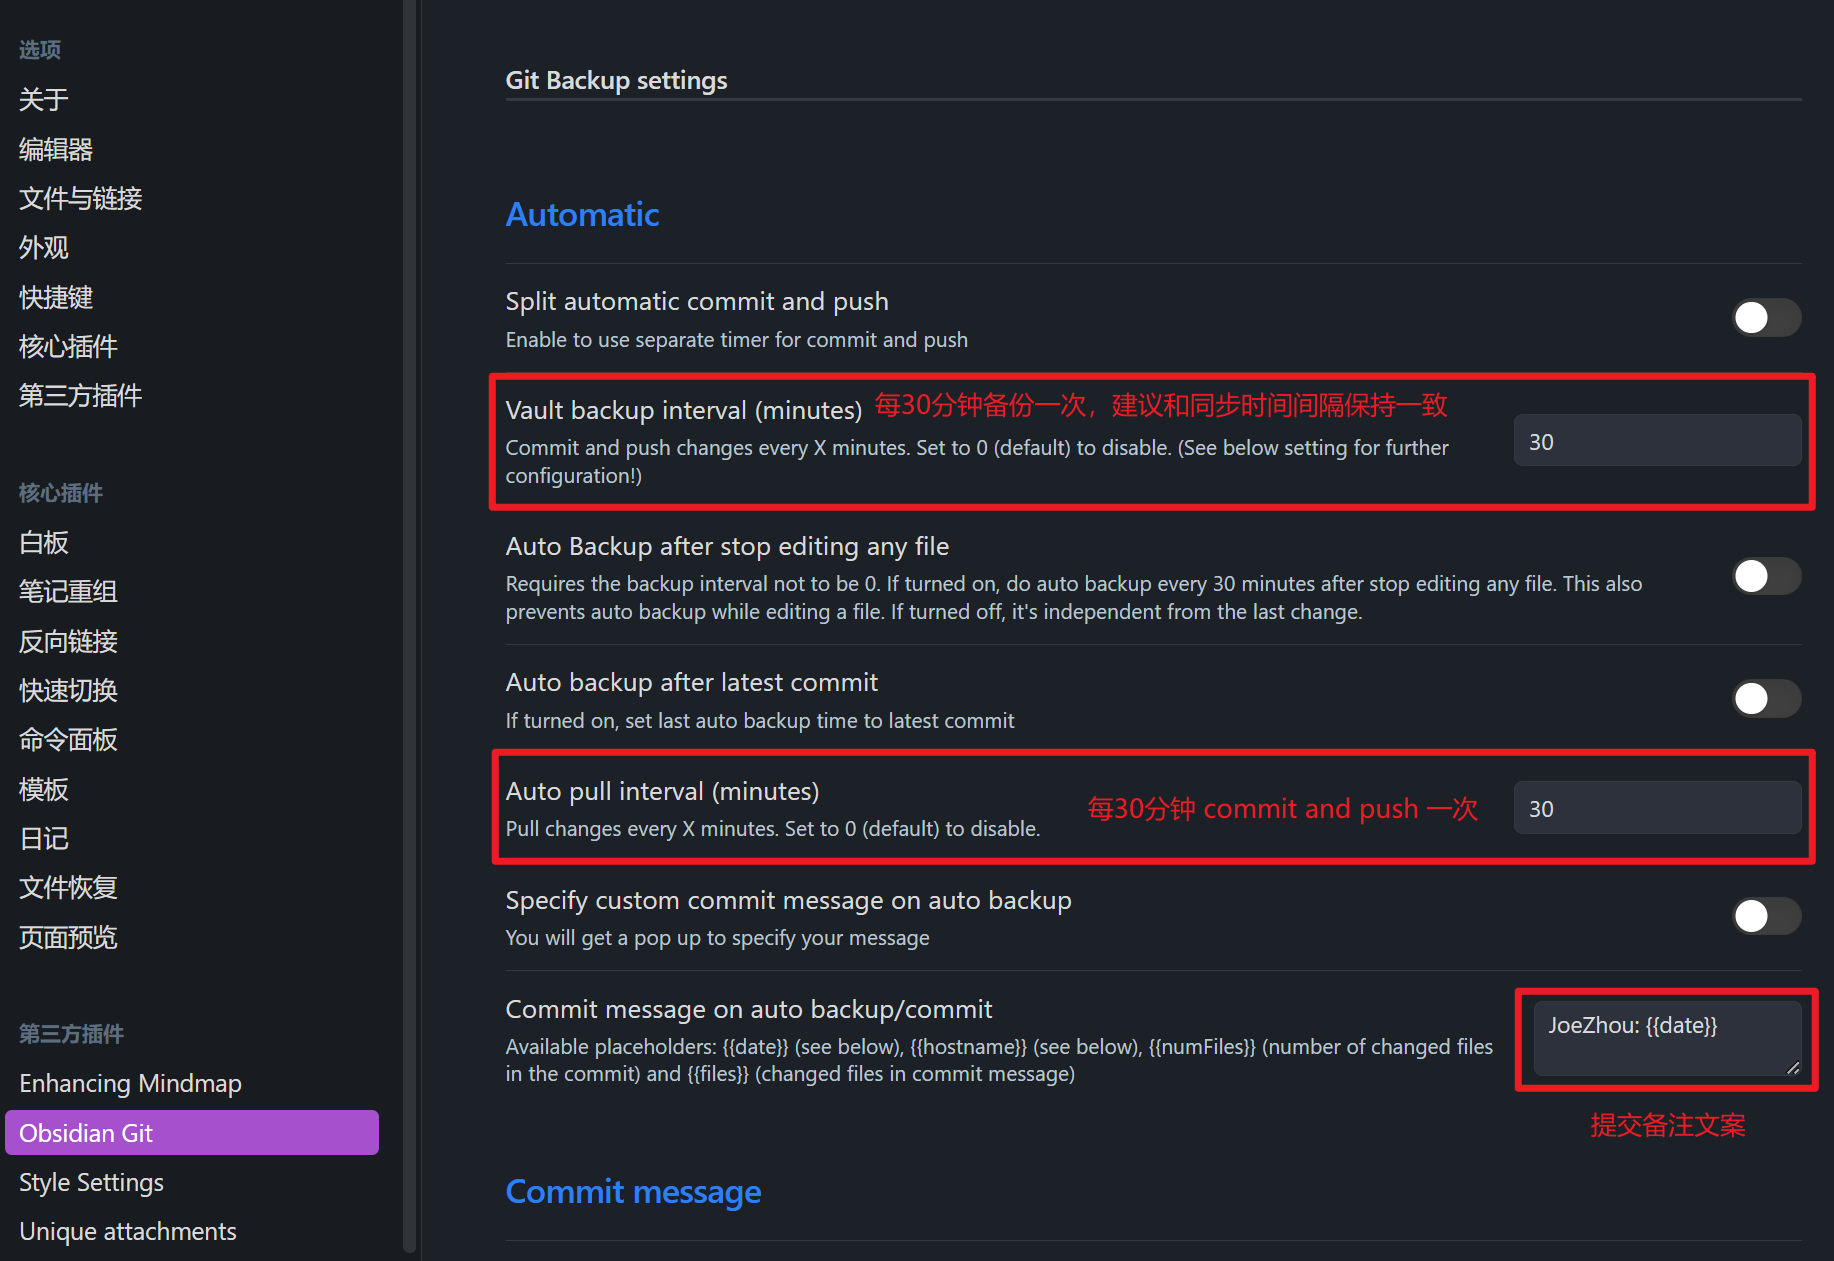 选项
关于
编辑器
文件与链接
外观
快捷键
核心插件
第三方插件
核心插件
白板
笔记重组
反向链接
快速切换
命令面板
模板
日记
文件恢复
页面预览
第三方插件
Enhancing Mindmap
Obsidian Git
Style Settings
Unique attachments
Git Backup settings
Automatic
Split automatic commit and push
Enable to use separate timer for commit and push
Vault backup interval (minutes) 每30分钟备份一次，建议和同步时间间隔保持一致
Commit and push changes every X minutes. Set to 0 (default) to disable. (See below setting for further
configuration!)
30
Auto Backup after stop editing any file
Requires the backup interval not to be 0. If turned on, do auto backup every 30 minutes after stop editing any file. This also
prevents auto backup while editing a file. If turned off, it's independent from the last change.
Auto backup after latest commit
If turned on, set last auto backup time to latest commit
Auto pull interval (minutes)
Pull changes every X minutes. Set to 0 (default) to disable.
每30分钟 commit and push 一次
30
Specify custom commit message on auto backup
You will get a pop up to specify your message
Commit message on auto backup/commit
Available placeholders: {{date}} (see below), {{hostname}} (see below), {{numFiles}} (number of changed files
in the commit) and {{files}} (changed files in commit message)
JoeZhou: {{date}}
提交备注文案
Commit message